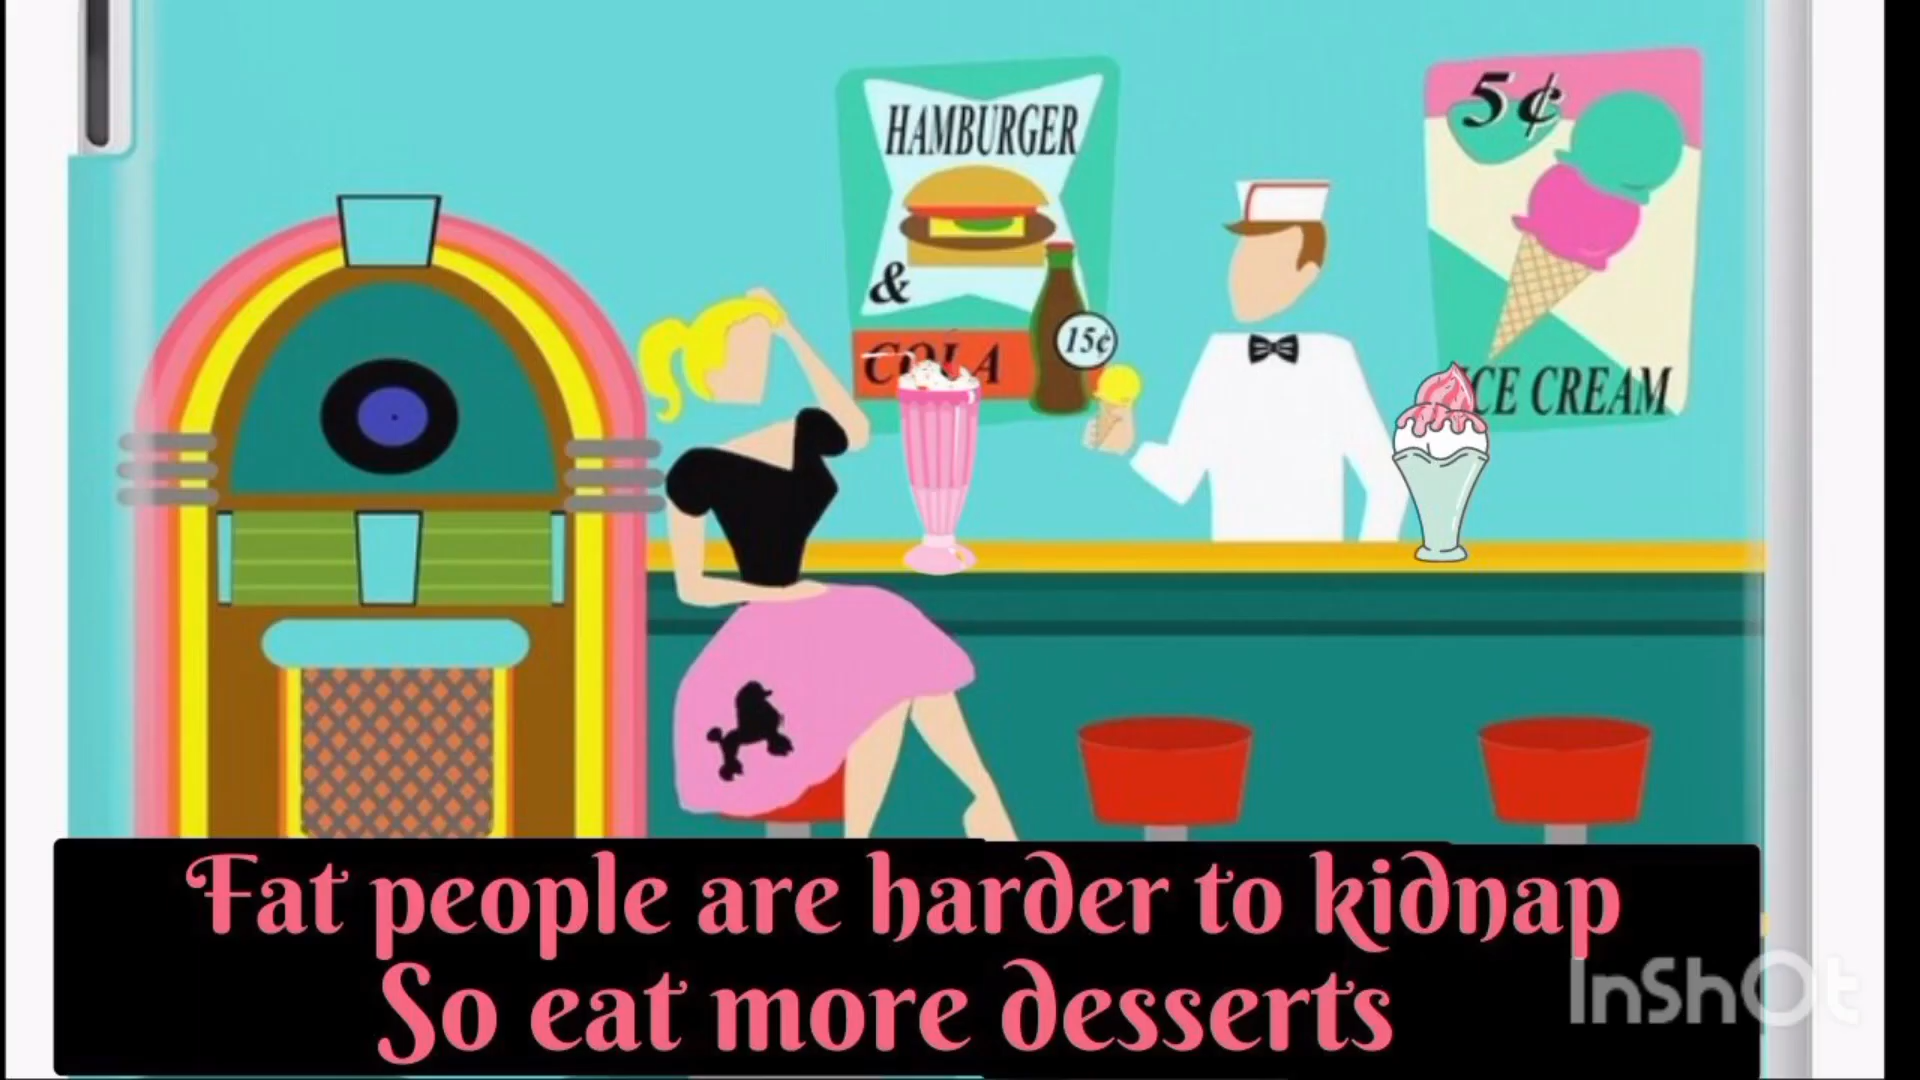 HAMBURGER
&
COLA
15¢
5¢
ICE CREAM
Fat people are harder to kidnap
So eat more desserts
InShOt